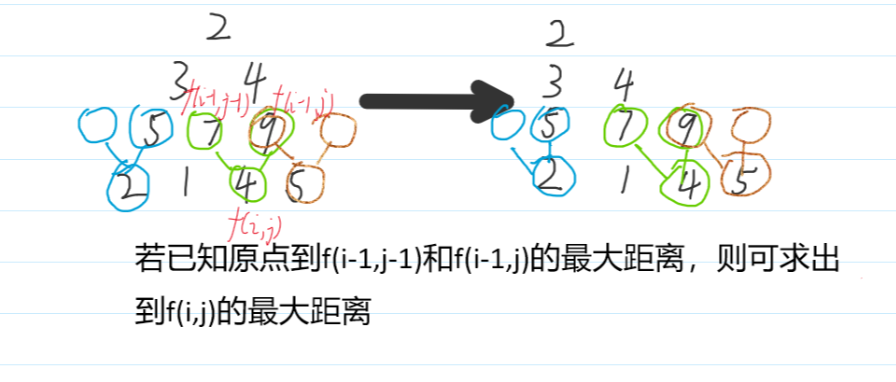 2 2
3 4 3 4
f(i-1,j-1) f(i-1,j)
5 7 9 5 7 9
2 1 4 5 2 1 4 5
f(i,j)
若已知原点到f(i-1,j-1)和f(i-1,j)的最大距离，则可求出
到f(i,j)的最大距离